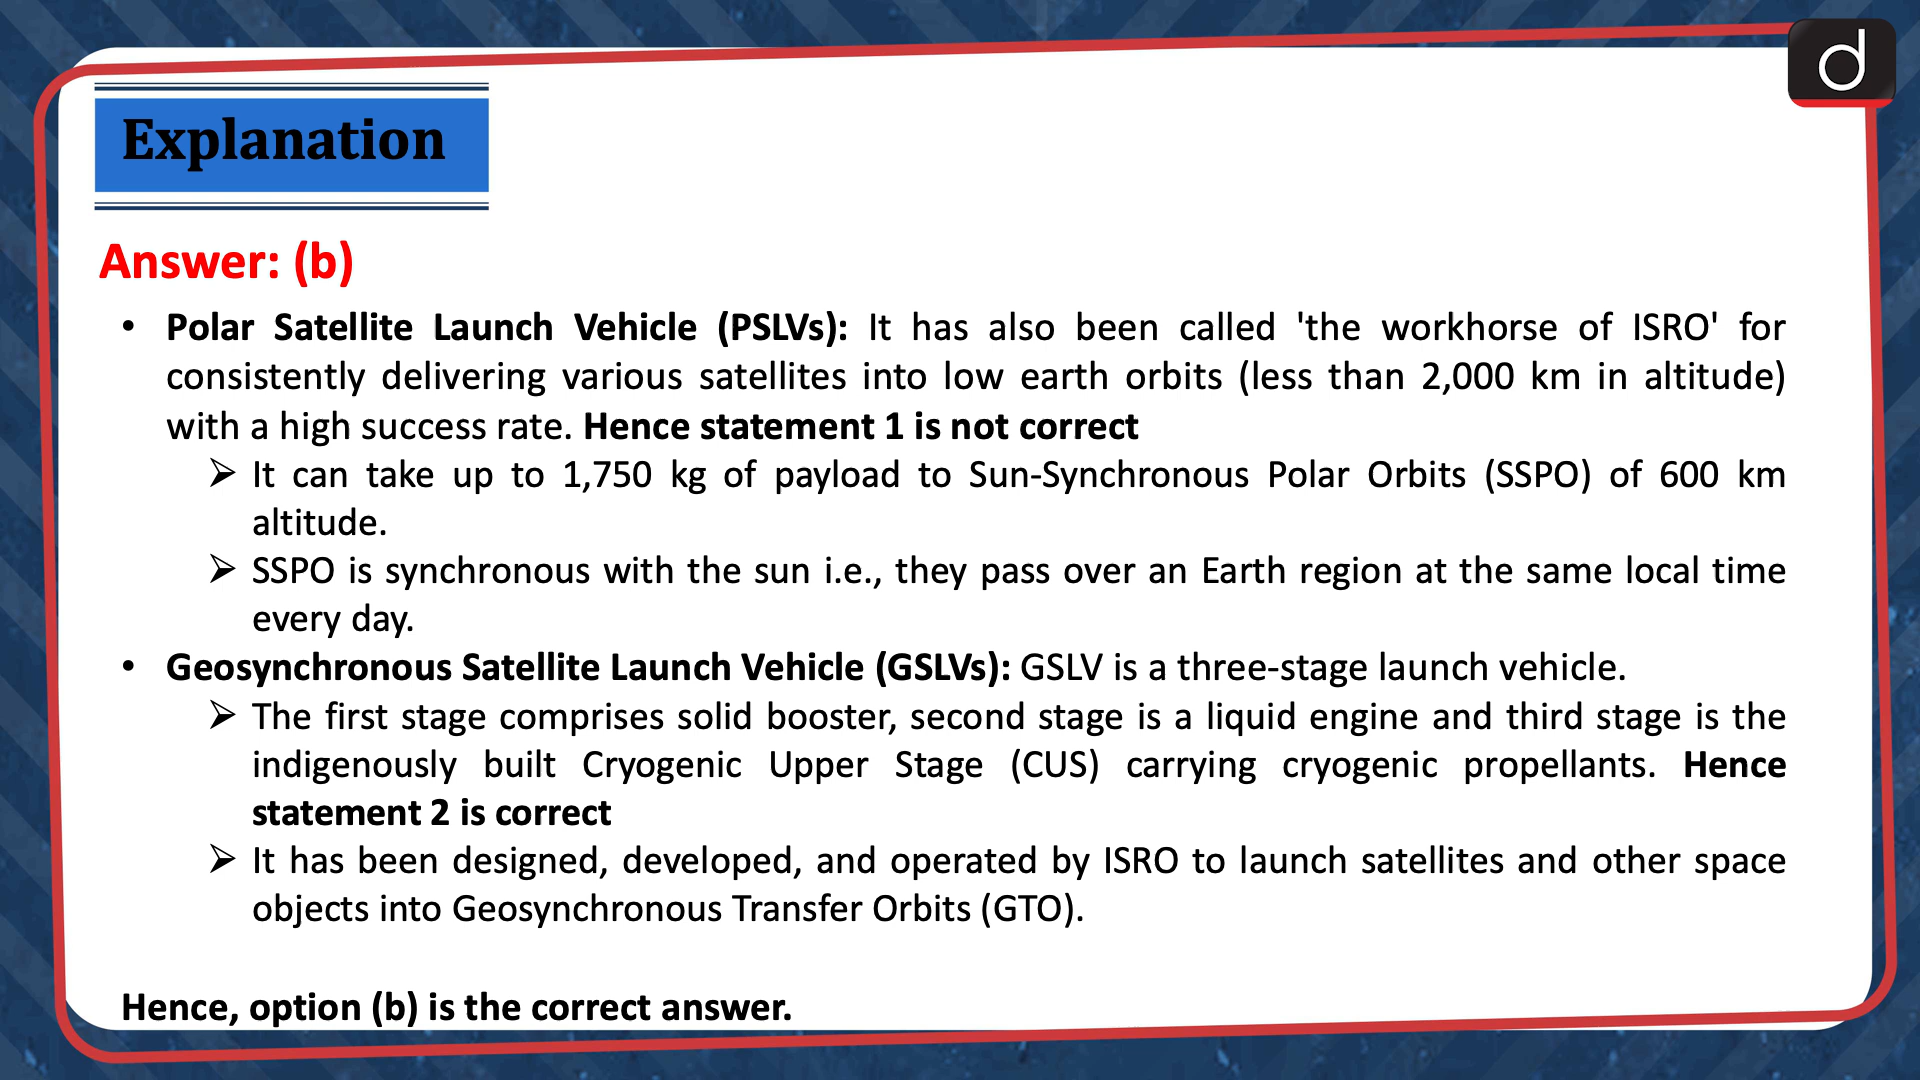 d
Explanation
Answer: (b)
• Polar Satellite Launch Vehicle (PSLVs): It has also been called 'the workhorse of ISRO' for
consistently delivering various satellites into low earth orbits (less than 2,000 km in altitude)
with a high success rate. Hence statement 1 is not correct
➢ It can take up to 1,750 kg of payload to Sun-Synchronous Polar Orbits (SSPO) of 600 km
altitude.
➢ SSPO is synchronous with the sun i.e., they pass over an Earth region at the same local time
every day.
• Geosynchronous Satellite Launch Vehicle (GSLVs): GSLV is a three-stage launch vehicle.
➢ The first stage comprises solid booster, second stage is a liquid engine and third stage is the
indigenously built Cryogenic Upper Stage (CUS) carrying cryogenic propellants. Hence
statement 2 is correct
➢ It has been designed, developed, and operated by ISRO to launch satellites and other space
objects into Geosynchronous Transfer Orbits (GTO).
Hence, option (b) is the correct answer.